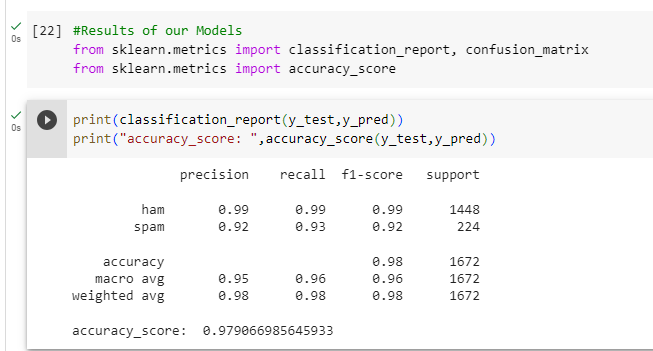 [22] #Results of our Models
from sklearn.metrics import classification_report, confusion_matrix
from sklearn.metrics import accuracy_score
0s
print(classification_report(y_test,y_pred))
print("accuracy_score: ",accuracy_score(y_test,y_pred))
0s
precision recall f1-score support
ham 0.99 0.99 0.99 1448
spam 0.92 0.93 0.92 224
accuracy 0.98 1672
macro avg 0.95 0.96 0.96 1672
weighted avg 0.98 0.98 0.98 1672
accuracy_score: 0.979066985645933